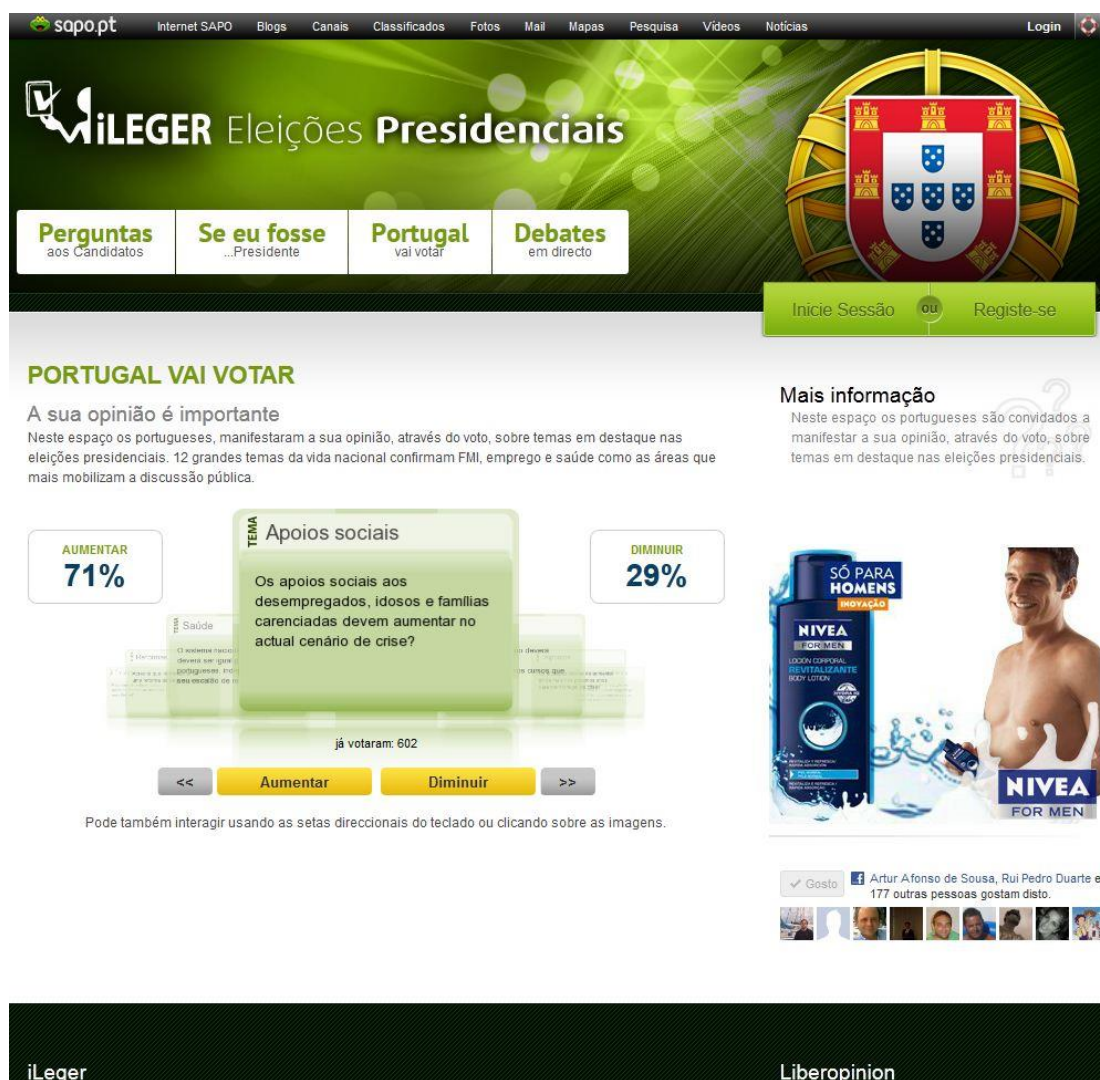 sapo.pt Internet SAPO Blogs Canais Classificados Fotos Mail Mapas Pesquisa Vídeos Notícias Login
iLEGER Eleições Presidenciais
Perguntas
aos Candidatos
Se eu fosse
...Presidente
Portugal
vai votar
Debates
em directo
Inicie Sessão ou Registe-se
PORTUGAL VAI VOTAR
A sua opinião é importante
Neste espaço os portugueses, manifestaram a sua opinião, através do voto, sobre temas em destaque nas
eleições presidenciais. 12 grandes temas da vida nacional confirmam FMI, emprego e saúde como as áreas que
mais mobilizam a discussão pública.
AUMENTAR
71%
TEMA Apoios sociais
Os apoios sociais aos
desempregados, idosos e famílias
carenciadas devem aumentar no
actual cenário de crise?
DIMINUIR
29%
TEMA Saúde
já votaram: 602
<< Aumentar Diminuir >>
Pode também interagir usando as setas direccionais do teclado ou clicando sobre as imagens.
Mais informação
Neste espaço os portugueses são convidados a
manifestar a sua opinião, através do voto, sobre
temas em destaque nas eleições presidenciais.
SÓ PARA
HOMENS
INOVAÇÃO
NIVEA
FOR MEN
LOCIÓN CORPORAL
REVITALIZANTE
BODY LOTION
NIVEA
FOR MEN
Gosto
Artur Afonso de Sousa, Rui Pedro Duarte e
177 outras pessoas gostam disto.
iLeger
Liberopinion